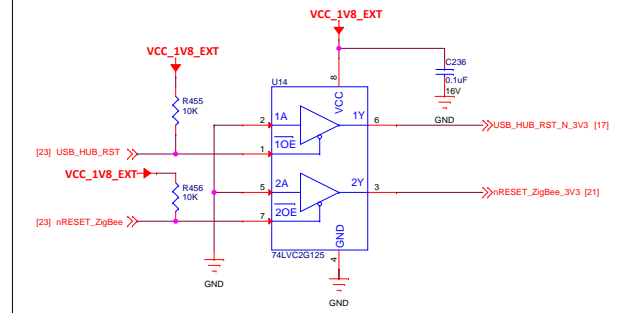 VCC_1V8_EXT
VCC_1V8_EXT
C236
0.1uF
16V
GND
R455
10K
U14
8
VCC
2
1A
1Y
6
USB_HUB_RST_N_3V3 [17]
[23] USB_HUB_RST
1
1OE
VCC_1V8_EXT
R456
10K
5
2A
2Y
3
nRESET_ZigBee_3V3 [21]
[23] nRESET_ZigBee
7
2OE
GND
4
74LVC2G125
GND
GND